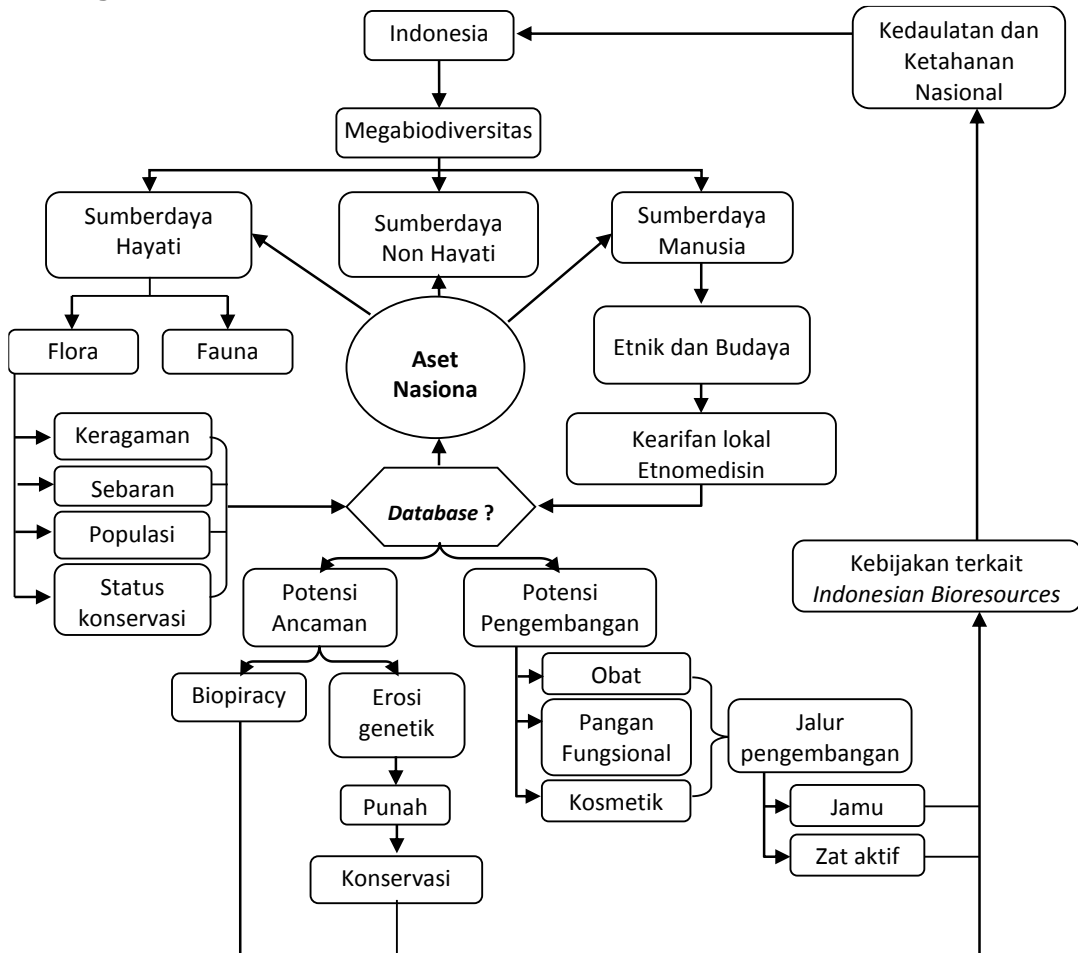 Indonesia
Kedaulatan dan
Ketahanan
Nasional
Megabiodiversitas
Sumberdaya
Hayati
Sumberdaya
Non Hayati
Sumberdaya
Manusia
Flora
Fauna
Aset
Nasiona
Etnik dan Budaya
Keragaman
Sebaran
Populasi
Status
konservasi
Kearifan lokal
Etnomedisin
Database ?
Kebijakan terkait
Indonesian Bioresources
Potensi
Ancaman
Potensi
Pengembangan
Biopiracy
Erosi
genetik
Obat
Pangan
Fungsional
Kosmetik
Jalur
pengembangan
Punah
Jamu
Zat aktif
Konservasi